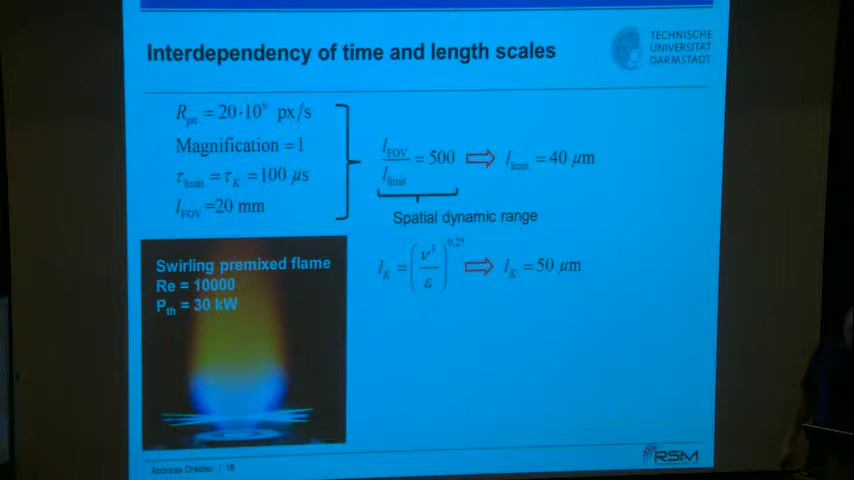 Interdependency of time and length scales
TECHNISCHE
UNIVERSITÄT
DARMSTADT
R_px = 20·10⁹ px/s
Magnification = 1
τ_limit = τ_K = 100 μs
l_FOV = 20 mm
l_FOV / l_limit = 500 ⇨ l_limit = 40 μm
Spatial dynamic range
l_K = (ν³/ε)^0.25 ⇨ l_K = 50 μm
Swirling premixed flame
Re = 10000
P_th = 30 kW
Andreas Dreizler | 16
RSM